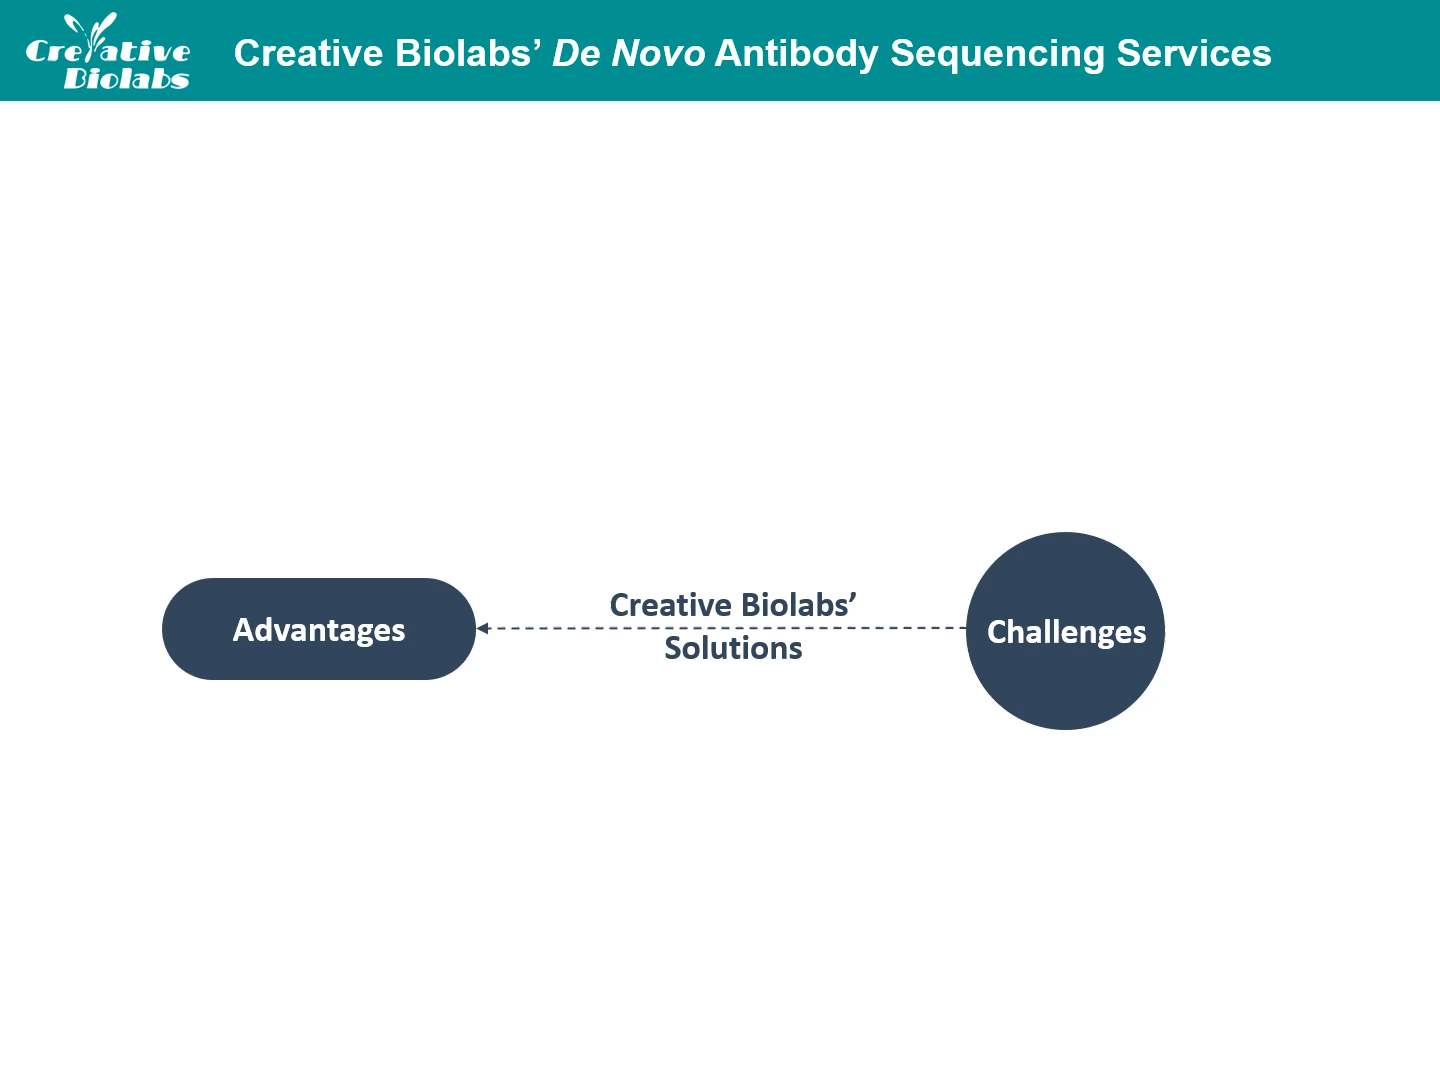 Creative
Biolabs
Creative Biolabs’ De Novo Antibody Sequencing Services
Advantages
Creative Biolabs’
Solutions
Challenges